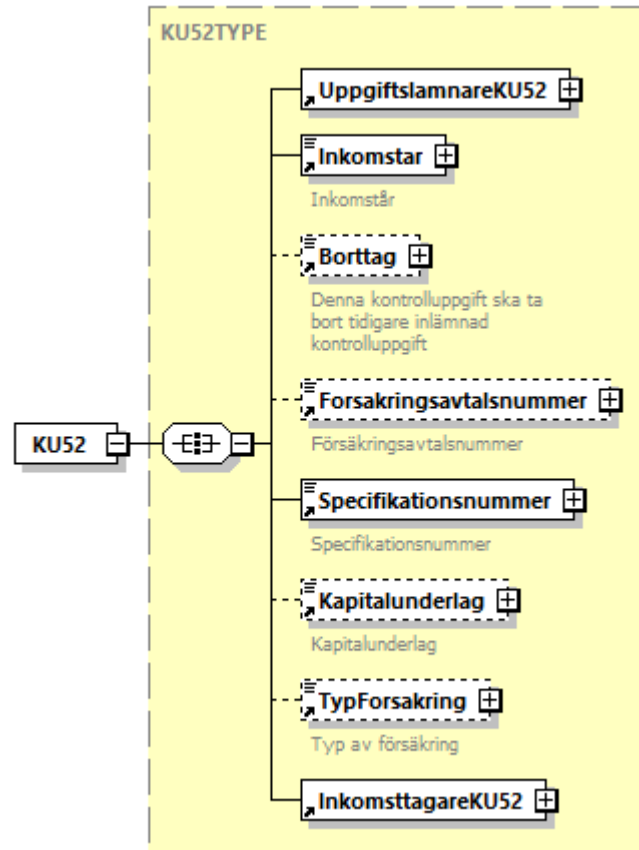 KU52TYPE
UppgiftslamnareKU52
Inkomstar
Inkomstår
Borttag
Denna kontrolluppgift ska ta
bort tidigare inlämnad
kontrolluppgift
Forsakringsavtalsnummer
Försäkringsavtalsnummer
KU52
Specifikationsnummer
Specifikationsnummer
Kapitalunderlag
Kapitalunderlag
TypForsakring
Typ av försäkring
InkomsttagareKU52